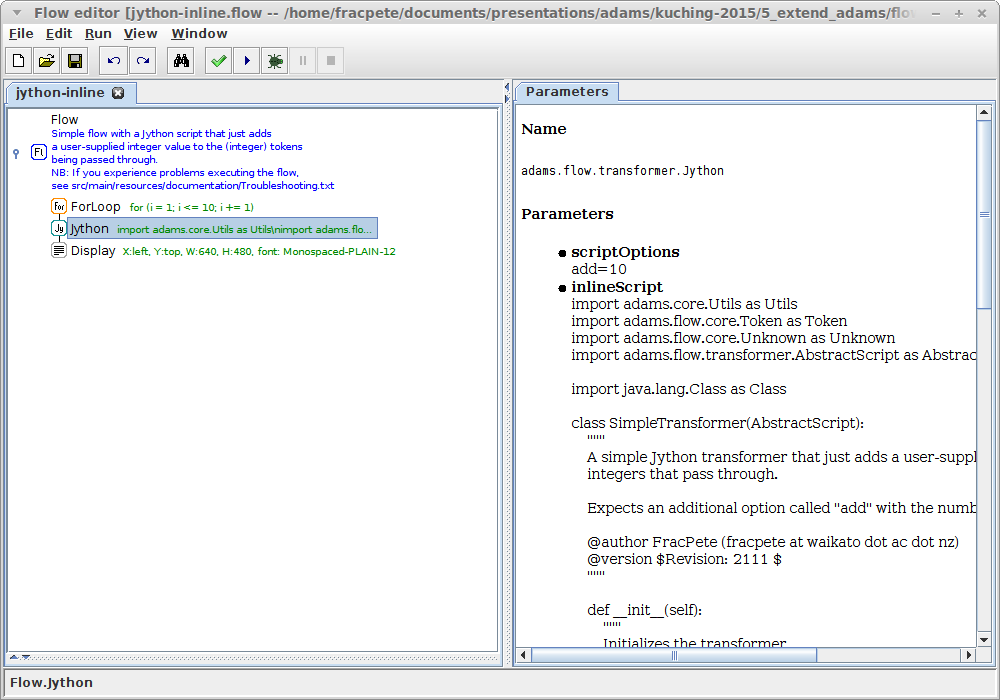 Flow editor [jython-inline.flow -- /home/fracpete/documents/presentations/adams/kuching-2015/5_extend_adams/flo
File Edit Run View Window
jython-inline
Flow
Simple flow with a Jython script that just adds
a user-supplied integer value to the (integer) tokens
being passed through.
NB: If you experience problems executing the flow,
see src/main/resources/documentation/Troubleshooting.txt
Fl
for ForLoop for (i = 1; i <= 10; i += 1)
Jy Jython import adams.core.Utils as Utils\nimport adams.flo...
Display X:left, Y:top, W:640, H:480, font: Monospaced-PLAIN-12
Parameters
Name
adams.flow.transformer.Jython
Parameters
● scriptOptions
add=10
● inlineScript
import adams.core.Utils as Utils
import adams.flow.core.Token as Token
import adams.flow.core.Unknown as Unknown
import adams.flow.transformer.AbstractScript as Abstrac
import java.lang.Class as Class
class SimpleTransformer(AbstractScript):
"""
A simple Jython transformer that just adds a user-suppl
integers that pass through.
Expects an additional option called "add" with the numb
@author FracPete (fracpete at waikato dot ac dot nz)
@version $Revision: 2111 $
"""
def __init__(self):
"""
Initializes the transformer
Flow.Jython